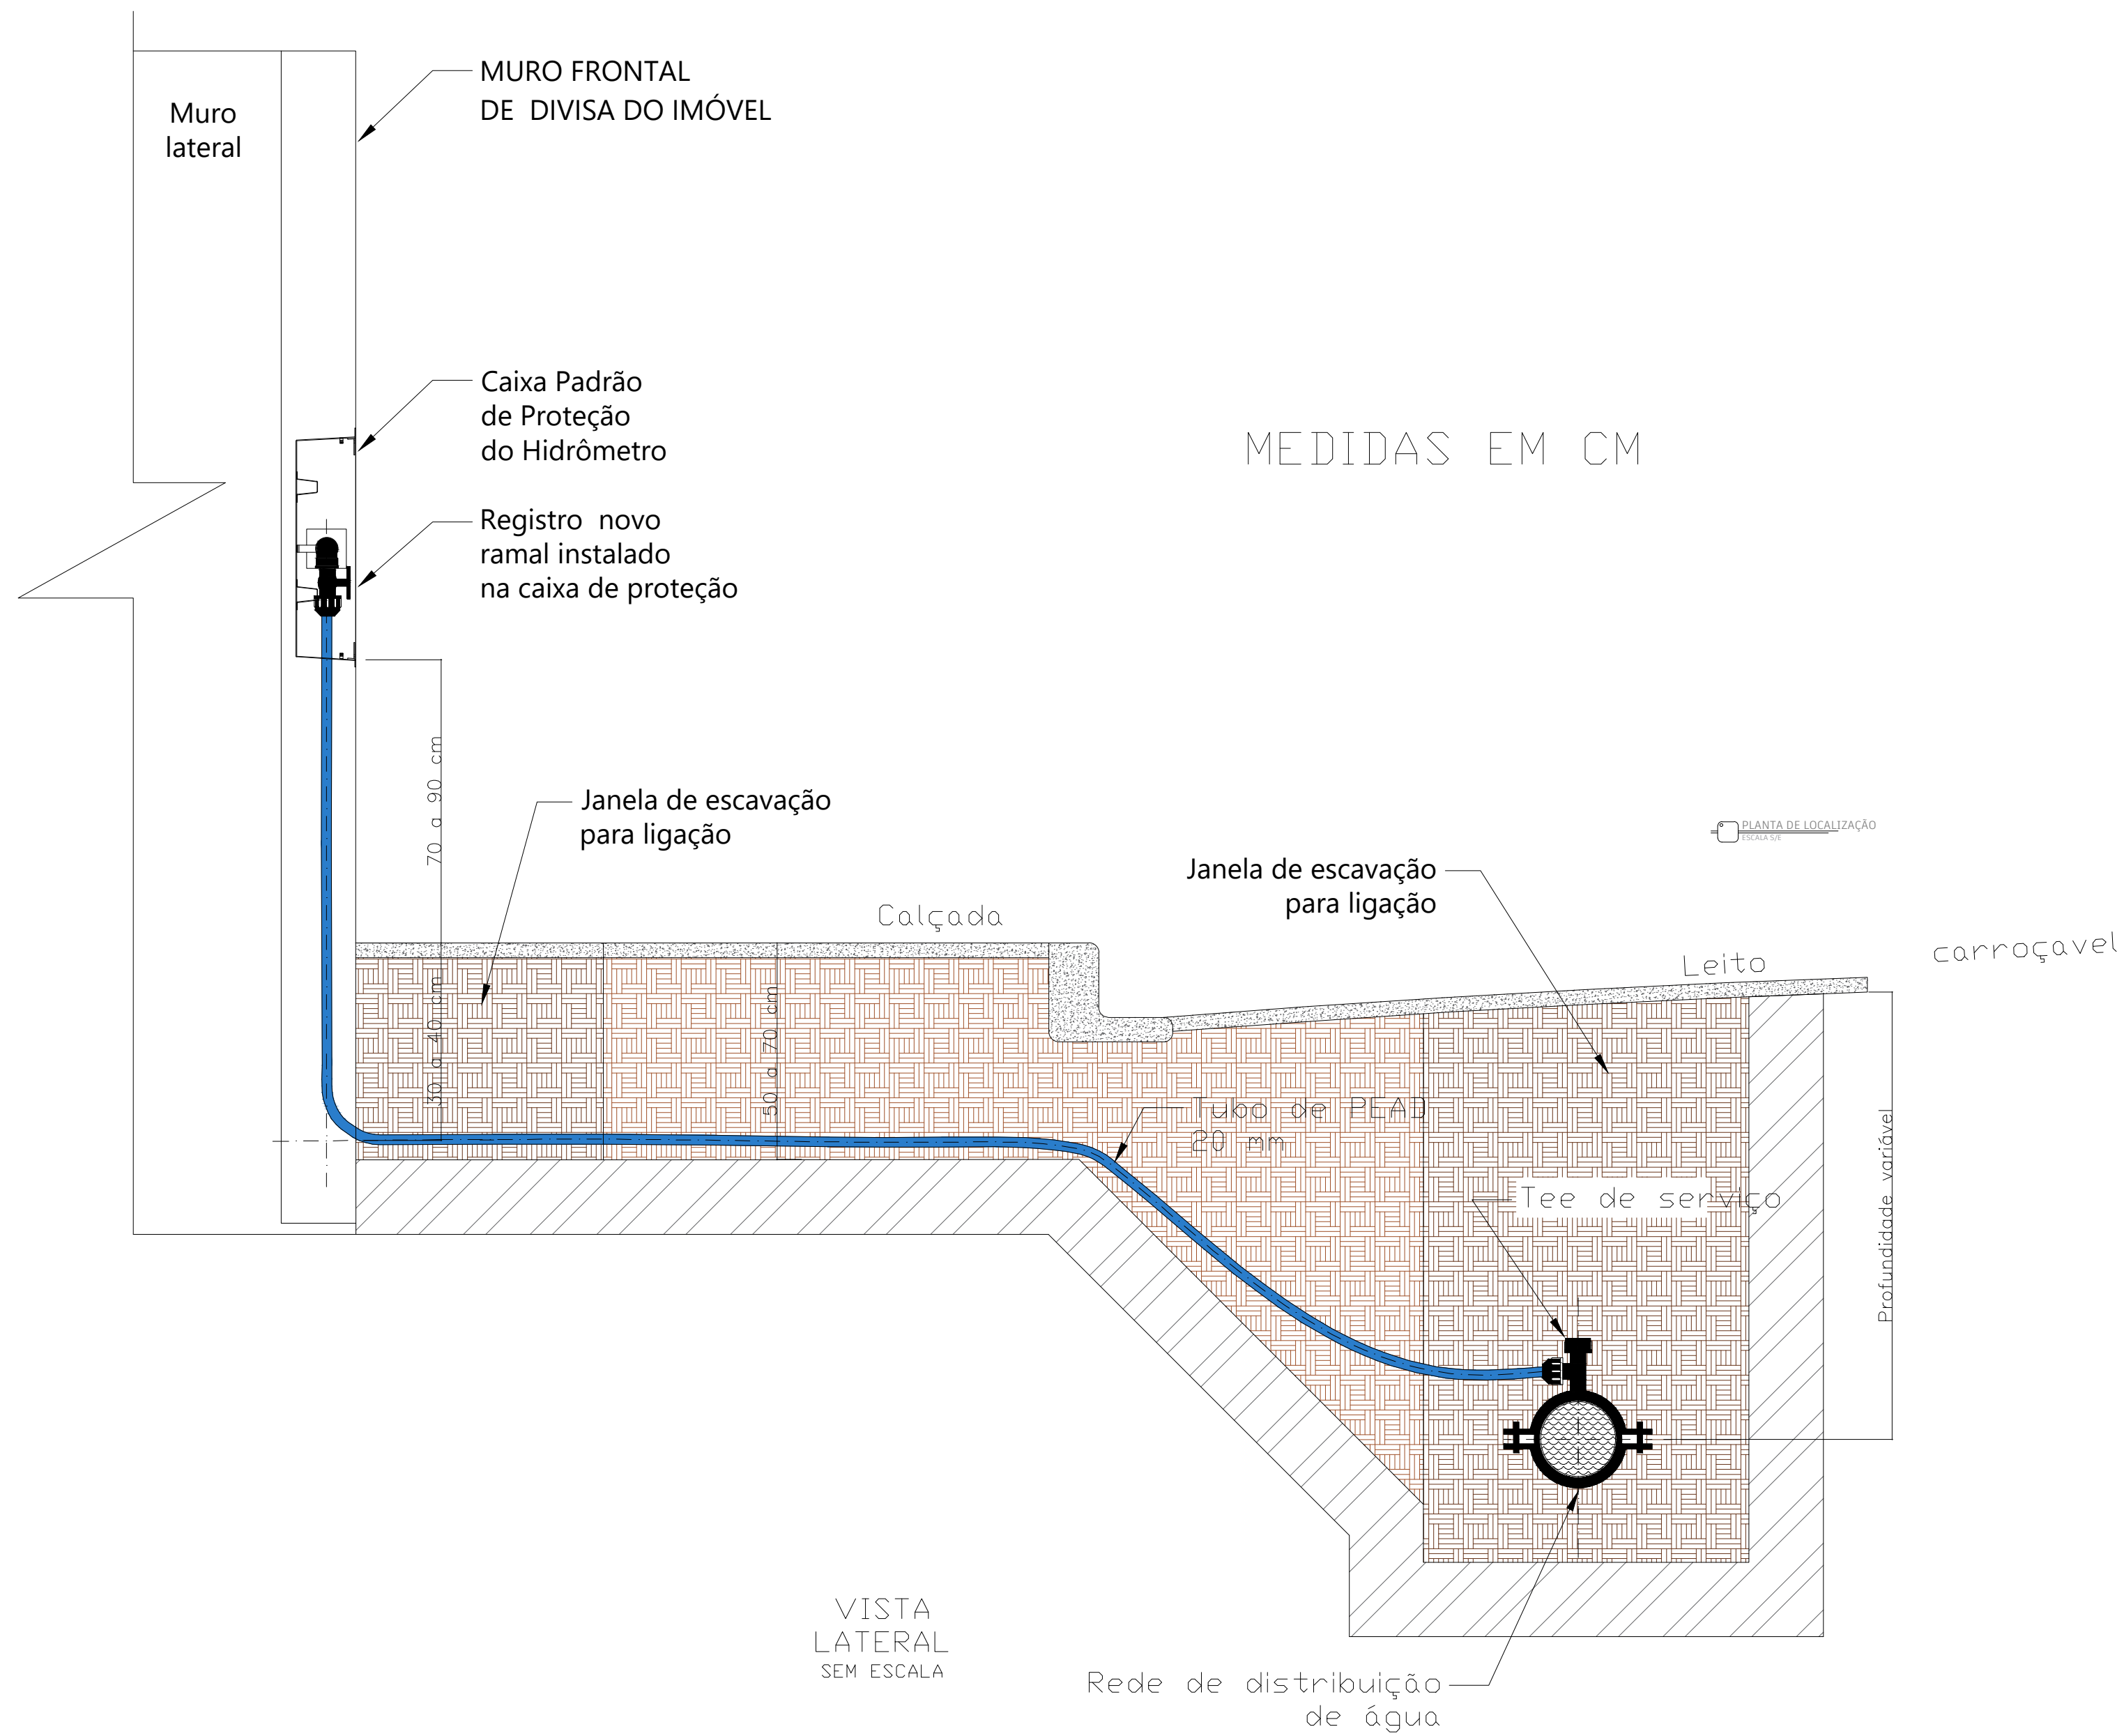 MURO FRONTAL
DE DIVISA DO IMÓVEL
Muro
lateral
Caixa Padrão
de Proteção
do Hidrômetro
MEDIDAS EM CM
Registro novo
ramal instalado
na caixa de proteção
70 a 90 cm
Janela de escavação
para ligação
PLANTA DE LOCALIZAÇÃO
ESCALA S/E
Janela de escavação
para ligação
Calçada
Leito carroçavel
30 a 40 cm
50 a 70 cm
Tubo de PEAD
20 mm
Tee de serviço
Profundidade variável
VISTA
LATERAL
SEM ESCALA
Rede de distribuição
de água